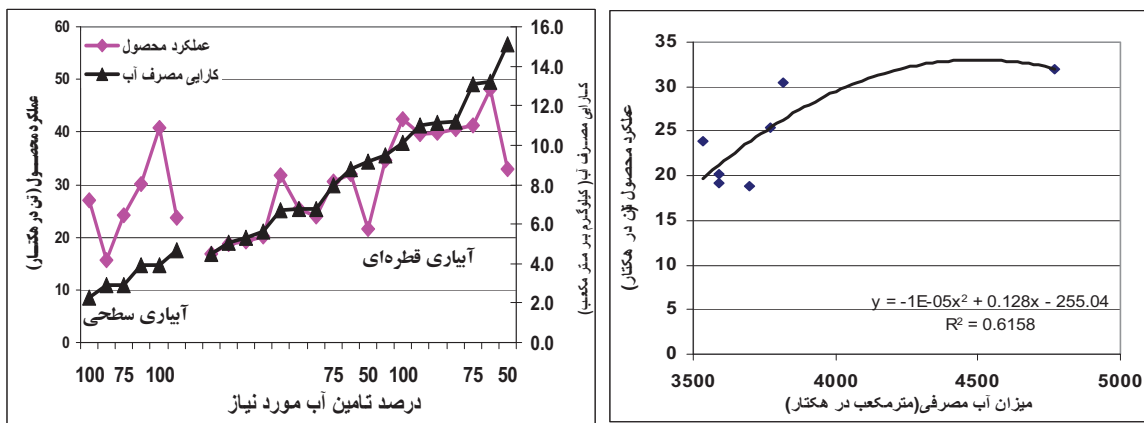 عملکرد محصول
کارایی مصرف آب
60
50
40
30
20
10
0
16.0
14.0
12.0
10.0
8.0
6.0
4.0
2.0
0.0
عملکرد محصول (تن در هکتار)
کارایی مصرف آب (کیلوگرم بر متر مکعب)
آبیاری قطره‌ای
آبیاری سطحی
100 75 100 75 50 100 75 50
درصد تامین آب مورد نیاز
35
30
25
20
15
10
5
0
عملکرد محصول (تن در هکتار)
y = -1E-05x² + 0.128x - 255.04
R² = 0.6158
3500 4000 4500 5000
میزان آب مصرفی(مترمکعب در هکتار)